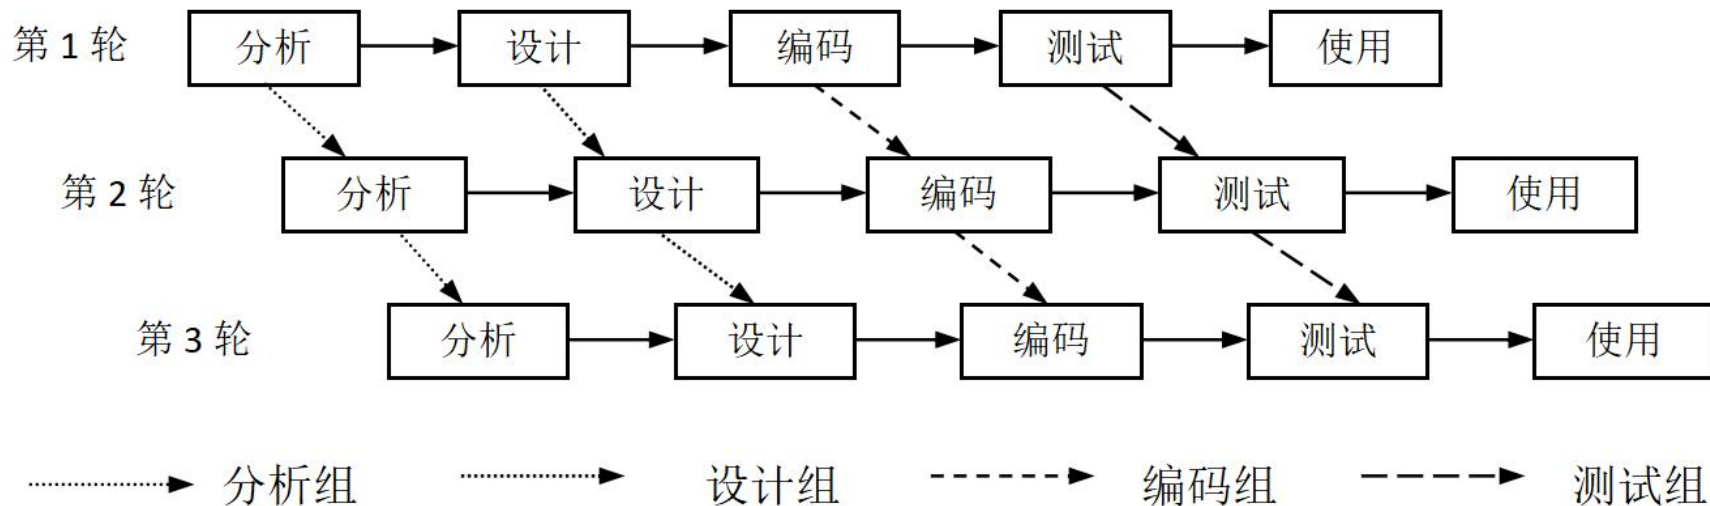 第 1 轮 分析 设计 编码 测试 使用
第 2 轮 分析 设计 编码 测试 使用
第 3 轮 分析 设计 编码 测试 使用
分析组 设计组 编码组 测试组